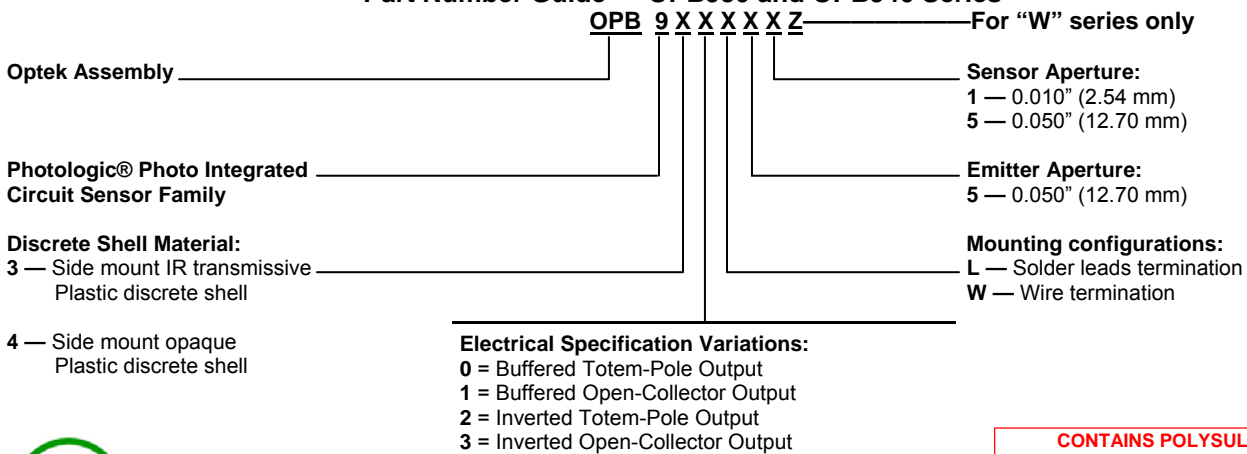 OPB 9 X X X X X Z For “W” series only
Optek Assembly
Sensor Aperture:
1 — 0.010” (2.54 mm)
5 — 0.050” (12.70 mm)
Photologic® Photo Integrated
Circuit Sensor Family
Emitter Aperture:
5 — 0.050” (12.70 mm)
Discrete Shell Material:
3 — Side mount IR transmissive
Plastic discrete shell
4 — Side mount opaque
Plastic discrete shell
Mounting configurations:
L — Solder leads termination
W — Wire termination
Electrical Specification Variations:
0 = Buffered Totem-Pole Output
1 = Buffered Open-Collector Output
2 = Inverted Totem-Pole Output
3 = Inverted Open-Collector Output
CONTAINS POLYSUL